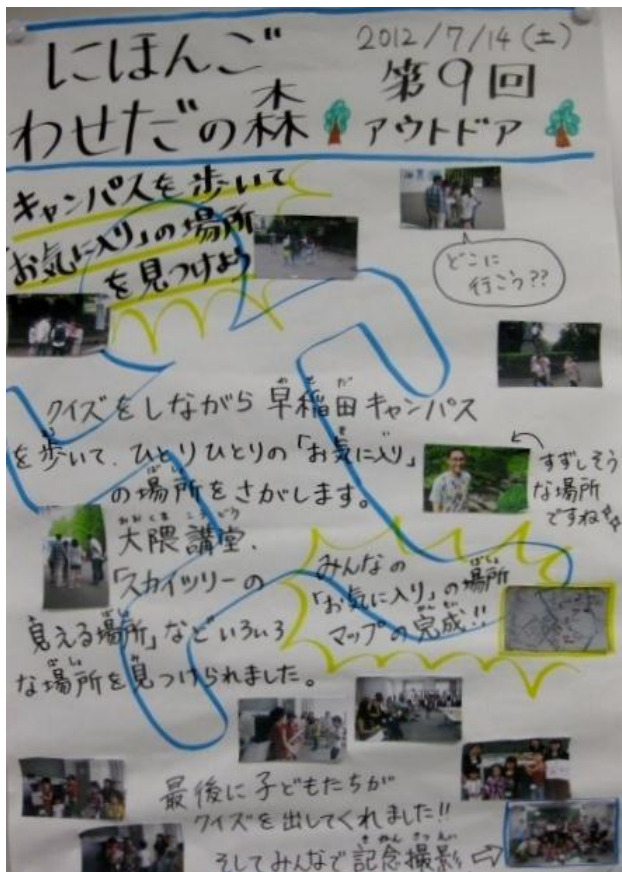 にほんご
2012/7/14(土)
わせだの森
第9回
アウトドア
キャンパスを歩いて
「お気に入り」の場所
を見つけよう
どこに
行こう??
クイズをしながら早稲田キャンパス
を歩いて、ひとりひとりの「お気に入り」
の場所をさがします。
すずしそう
な場所
ですね
大隈講堂、
「スカイツリーの
見える場所」などいろいろ
な場所を見つけられました。
みんなの
「お気に入り」の場所
マップの完成!!
最後に子どもたちが
クイズを出してくれました!!
そしてみんなで記念撮影⇨